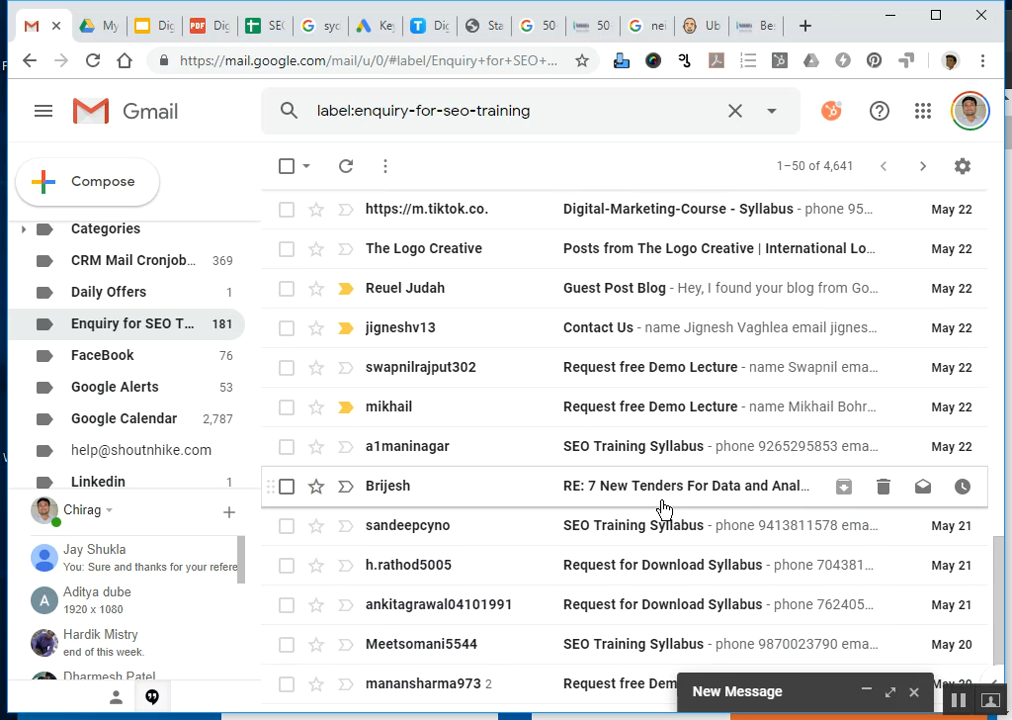 My
Dig
PDF
Dig
SEC
syc
Key
T
Dig
Sta
50
50
nei
Ub
Be
https://mail.google.com/mail/u/0/#label/Enquiry+for+SEO+...
Gmail
label:enquiry-for-seo-training
Compose
1–50 of 4,641
Categories
CRM Mail Cronjob... 369
Daily Offers 1
Enquiry for SEO T... 181
FaceBook 76
Google Alerts 53
Google Calendar 2,787
help@shoutnhike.com
Linkedin
Chirag
Jay Shukla
You: Sure and thanks for your refere
A
Aditya dube
1920 x 1080
Hardik Mistry
end of this week.
Dharmesh Patel
https://m.tiktok.co. Digital-Marketing-Course - Syllabus - phone 95... May 22
The Logo Creative Posts from The Logo Creative | International Lo... May 22
Reuel Judah Guest Post Blog - Hey, I found your blog from Go... May 22
jigneshv13 Contact Us - name Jignesh Vaghlea email jignes... May 22
swapnilrajput302 Request free Demo Lecture - name Swapnil ema... May 22
mikhail Request free Demo Lecture - name Mikhail Bohr... May 22
a1maninagar SEO Training Syllabus - phone 9265295853 ema... May 22
Brijesh RE: 7 New Tenders For Data and Anal...
sandeepcyno SEO Training Syllabus - phone 9413811578 ema... May 21
h.rathod5005 Request for Download Syllabus - phone 704381... May 21
ankitagrawal04101991 Request for Download Syllabus - phone 762405... May 21
Meetsomani5544 SEO Training Syllabus - phone 9870023790 ema... May 20
manansharma973 2 Request free Dem May 20
New Message